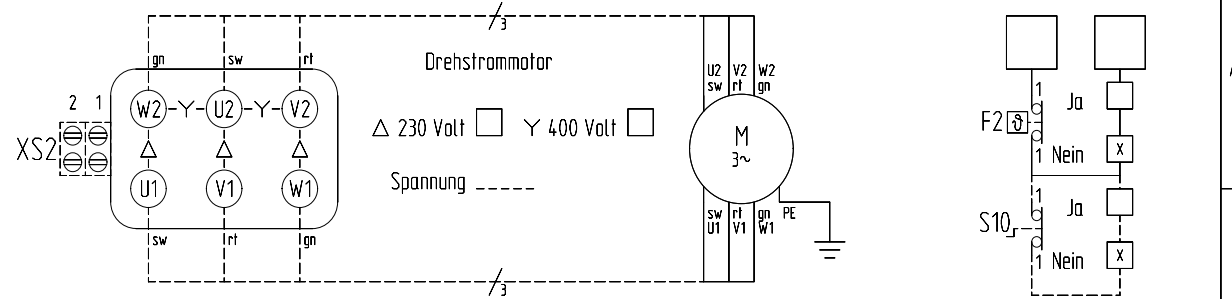 3
gn sw rt
Drehstrommotor
U2 V2 W2
sw rt gn
2 1
W2 Y U2 Y V2
XS2
△ 230 Volt Y 400 Volt
M
3~
Spannung
U1 V1 W1
sw rt gn
sw rt gn PE
U1 V1 W1
3
1 Ja
F2 ϑ
1 Nein x
1 Ja
S10
1 Nein x